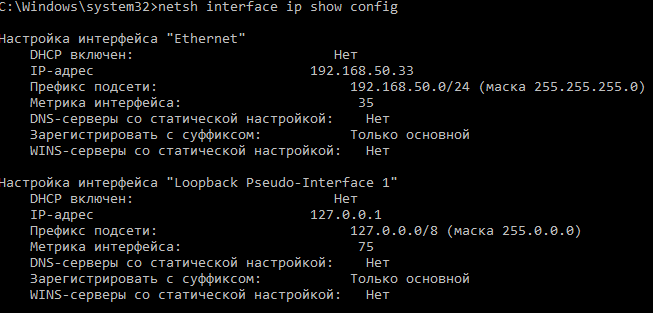 C:\Windows\system32>netsh interface ip show config
Настройка интерфейса "Ethernet"
DHCP включен: Нет
IP-адрес 192.168.50.33
Префикс подсети: 192.168.50.0/24 (маска 255.255.255.0)
Метрика интерфейса: 35
DNS-серверы со статической настройкой: Нет
Зарегистрировать с суффиксом: Только основной
WINS-серверы со статической настройкой: Нет
Настройка интерфейса "Loopback Pseudo-Interface 1"
DHCP включен: Нет
IP-адрес 127.0.0.1
Префикс подсети: 127.0.0.0/8 (маска 255.0.0.0)
Метрика интерфейса: 75
DNS-серверы со статической настройкой: Нет
Зарегистрировать с суффиксом: Только основной
WINS-серверы со статической настройкой: Нет